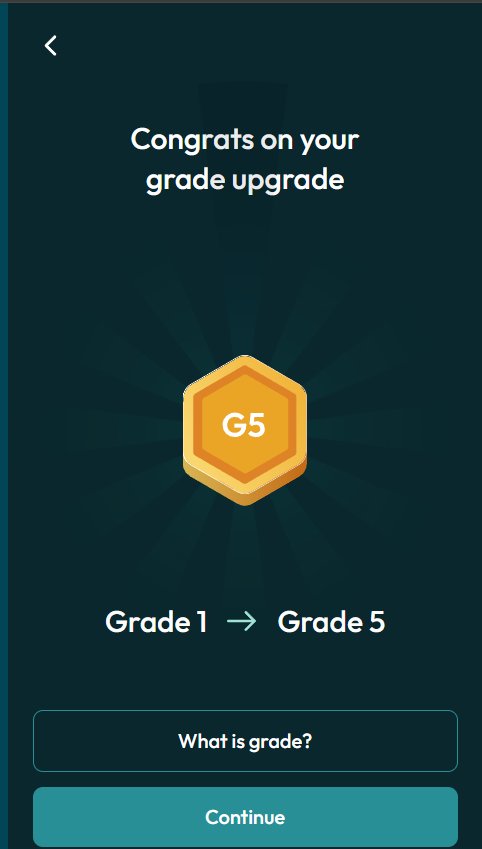 Congrats on your
grade upgrade
G5
Grade 1 → Grade 5
What is grade?
Continue